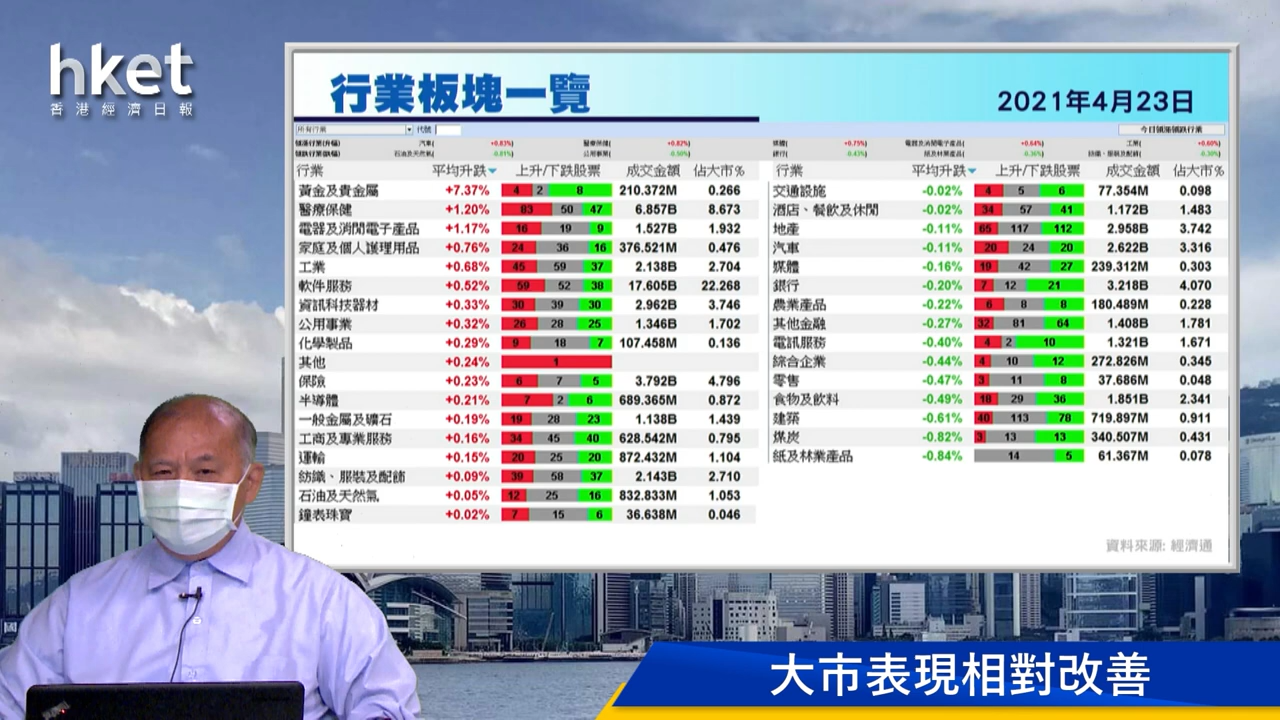 hket
香港經濟日報
行業板塊一覽
2021年4月23日
所有行業 代號 今日領漲領跌行業
行業 平均升跌 上升/下跌股票 成交金額 佔大市%
黃金及貴金屬 +7.37% 4 2 8 210.372M 0.266
醫療保健 +1.20% 83 50 47 6.857B 8.673
電器及消閒電子產品 +1.17% 16 19 9 1.527B 1.932
家庭及個人護理用品 +0.76% 24 36 16 376.521M 0.476
工業 +0.68% 45 59 37 2.138B 2.704
軟件服務 +0.52% 59 52 38 17.605B 22.268
資訊科技器材 +0.33% 30 39 30 2.962B 3.746
公用事業 +0.32% 26 28 25 1.346B 1.702
化學製品 +0.29% 9 18 7 107.458M 0.136
其他 +0.24% 1
保險 +0.23% 6 7 5 3.792B 4.796
半導體 +0.21% 7 2 6 689.365M 0.872
一般金屬及礦石 +0.19% 19 28 23 1.138B 1.439
工商及專業服務 +0.16% 34 45 40 628.542M 0.795
運輸 +0.15% 20 25 20 872.432M 1.104
紡織、服裝及配飾 +0.09% 39 58 37 2.143B 2.710
石油及天然氣 +0.05% 12 25 16 832.833M 1.053
鐘表珠寶 +0.02% 7 15 6 36.638M 0.046
行業 平均升跌 上升/下跌股票 成交金額 佔大市%
交通設施 -0.02% 4 5 6 77.354M 0.098
酒店、餐飲及休閒 -0.02% 34 57 41 1.172B 1.483
地產 -0.11% 65 117 112 2.958B 3.742
汽車 -0.11% 20 24 20 2.622B 3.316
媒體 -0.16% 19 42 27 239.312M 0.303
銀行 -0.20% 7 12 21 3.218B 4.070
農業產品 -0.22% 6 8 8 180.489M 0.228
其他金融 -0.27% 32 81 64 1.408B 1.781
電訊服務 -0.40% 4 2 10 1.321B 1.671
綜合企業 -0.44% 4 10 12 272.826M 0.345
零售 -0.47% 3 11 8 37.686M 0.048
食物及飲料 -0.49% 18 29 36 1.851B 2.341
建築 -0.61% 40 113 78 719.897M 0.911
煤炭 -0.82% 3 13 13 340.507M 0.431
紙及林業產品 -0.84% 14 5 61.367M 0.078
資料來源: 經濟通
大市表現相對改善